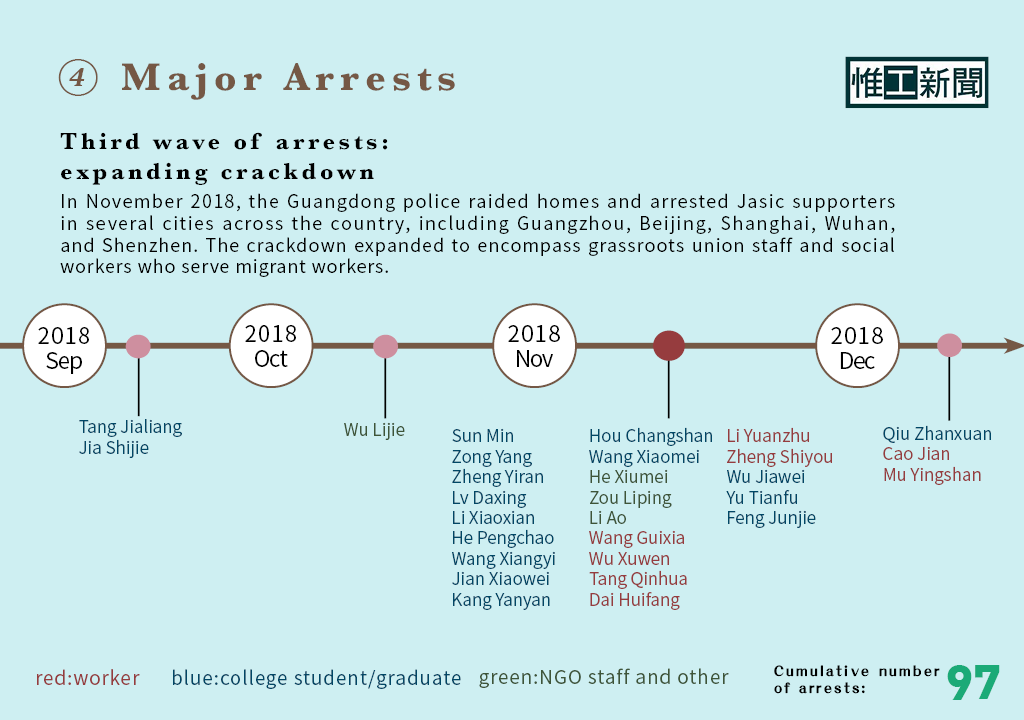 4 Major Arrests
惟工新聞
Third wave of arrests:
expanding crackdown
In November 2018, the Guangdong police raided homes and arrested Jasic supporters
in several cities across the country, including Guangzhou, Beijing, Shanghai, Wuhan,
and Shenzhen. The crackdown expanded to encompass grassroots union staff and social
workers who serve migrant workers.
2018
Sep
2018
Oct
2018
Nov
2018
Dec
Tang Jialiang
Jia Shijie
Wu Lijie
Sun Min
Zong Yang
Zheng Yiran
Lv Daxing
Li Xiaoxian
He Pengchao
Wang Xiangyi
Jian Xiaowei
Kang Yanyan
Hou Changshan
Wang Xiaomei
He Xiumei
Zou Liping
Li Ao
Wang Guixia
Wu Xuwen
Tang Qinhua
Dai Huifang
Li Yuanzhu
Zheng Shiyou
Wu Jiawei
Yu Tianfu
Feng Junjie
Qiu Zhanxuan
Cao Jian
Mu Yingshan
red:worker
blue:college student/graduate
green:NGO staff and other
Cumulative number
of arrests:
97